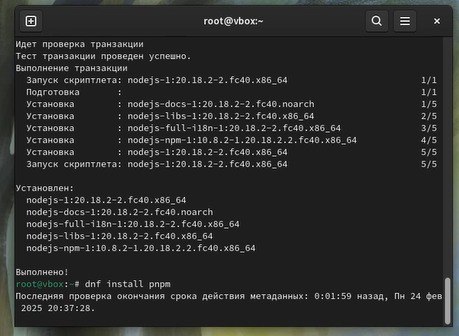 root@vbox:~
Идет проверка транзакции
Тест транзакции проведен успешно.
Выполнение транзакции
Запуск скриптлета: nodejs-1:20.18.2-2.fc40.x86_64 1/1
Подготовка : 1/1
Установка : nodejs-docs-1:20.18.2-2.fc40.noarch 1/5
Установка : nodejs-libs-1:20.18.2-2.fc40.x86_64 2/5
Установка : nodejs-full-i18n-1:20.18.2-2.fc40.x86_64 3/5
Установка : nodejs-npm-1:10.8.2-1.20.18.2.2.fc40.x86_64 4/5
Установка : nodejs-1:20.18.2-2.fc40.x86_64 5/5
Запуск скриптлета: nodejs-1:20.18.2-2.fc40.x86_64 5/5
Установлен:
nodejs-1:20.18.2-2.fc40.x86_64
nodejs-docs-1:20.18.2-2.fc40.noarch
nodejs-full-i18n-1:20.18.2-2.fc40.x86_64
nodejs-libs-1:20.18.2-2.fc40.x86_64
nodejs-npm-1:10.8.2-1.20.18.2.2.fc40.x86_64
Выполнено!
root@vbox:~# dnf install pnpm
Последняя проверка окончания срока действия метаданных: 0:01:59 назад, Пн 24 фев
2025 20:37:28.